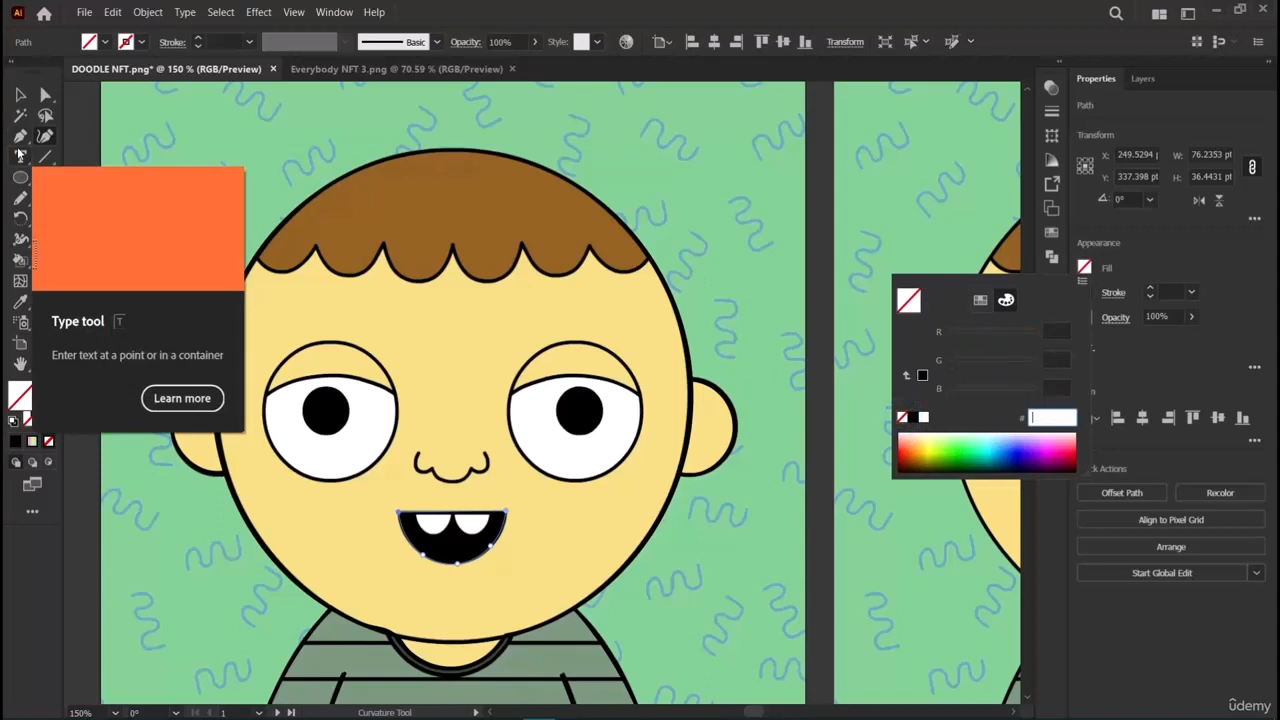 Ai File Edit Object Type Select Effect View Window Help
Path Stroke: Basic Opacity: 100% Style: Transform
DOODLE NFT.png* @ 150 % (RGB/Preview) × Everybody NFT 3.png @ 70.59 % (RGB/Preview) ×
Properties Layers
Path
Transform
X: 249.5294 W: 76.2353 pt
Y: 337.398 pt H: 36.4431 pt
0°
Appearance
Fill
Stroke
Opacity 100%
R
G
B
#
Type tool T
Enter text at a point or in a container
Learn more
Actions
Offset Path Recolor
Align to Pixel Grid
Arrange
Start Global Edit
150% 0° 1 Curvature Tool
ûdemy